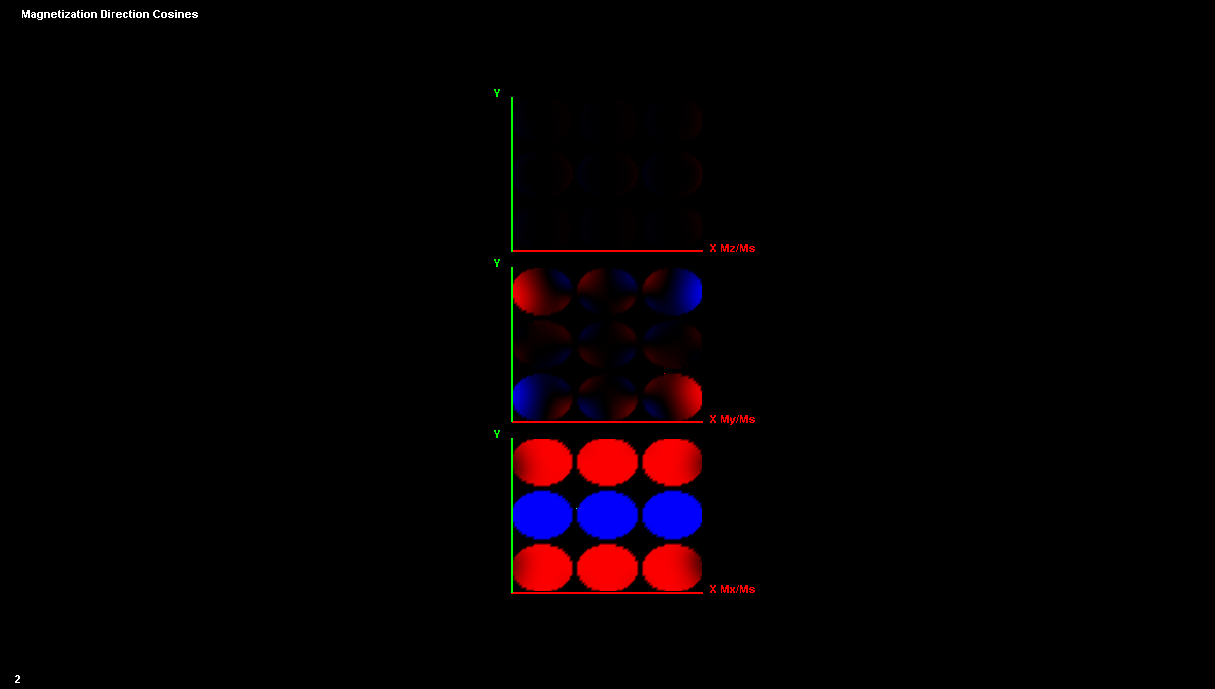 Magnetization Direction Cosines
Y
X Mz/Ms
Y
X My/Ms
Y
X Mx/Ms
2